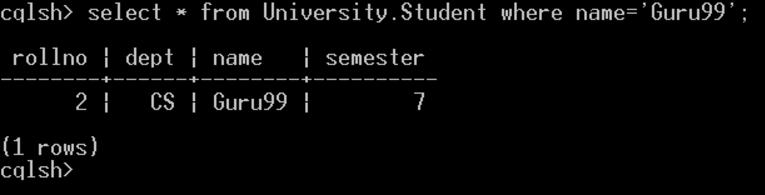 cqlsh> select * from University.Student where name='Guru99';
rollno | dept | name | semester
--------+------+--------+----------
2 | CS | Guru99 | 7
(1 rows)
cqlsh>